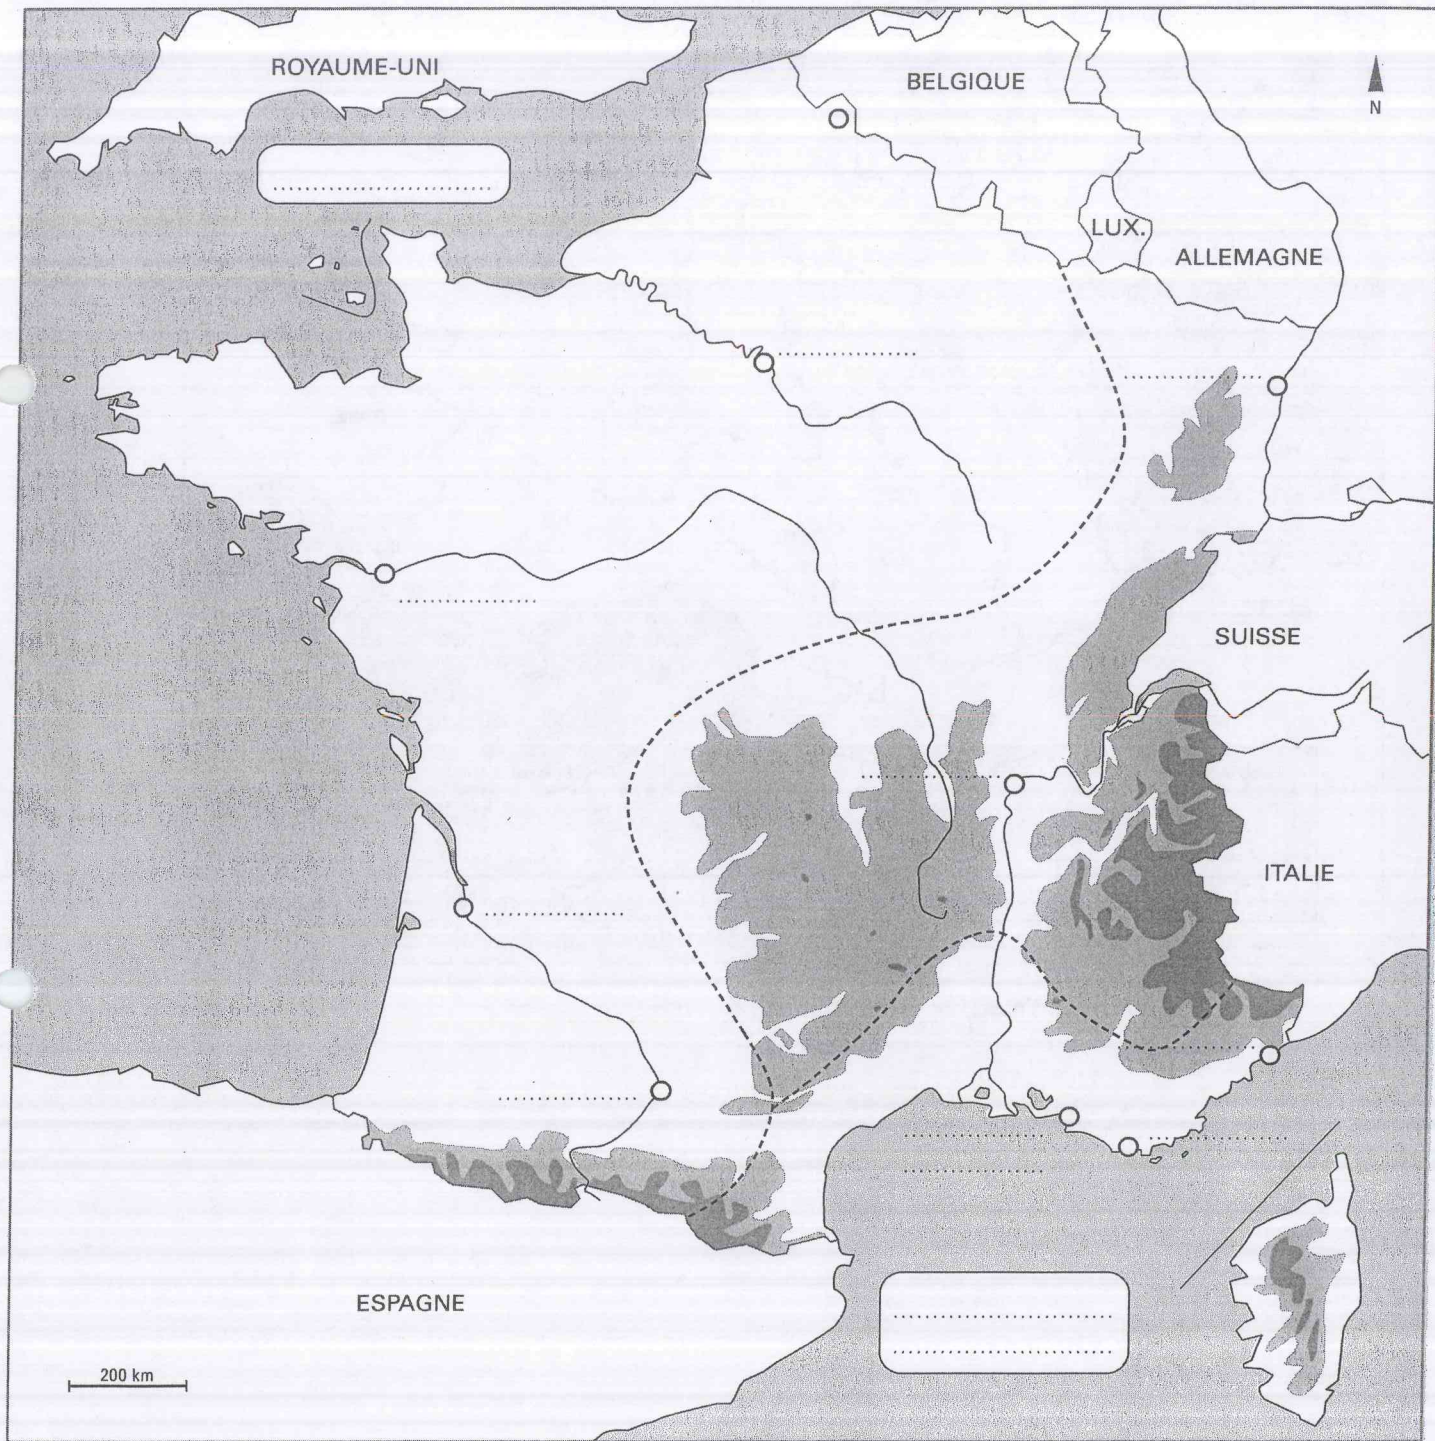 ROYAUME-UNI
BELGIQUE
N
LUX.
ALLEMAGNE
SUISSE
ITALIE
ESPAGNE
200 km